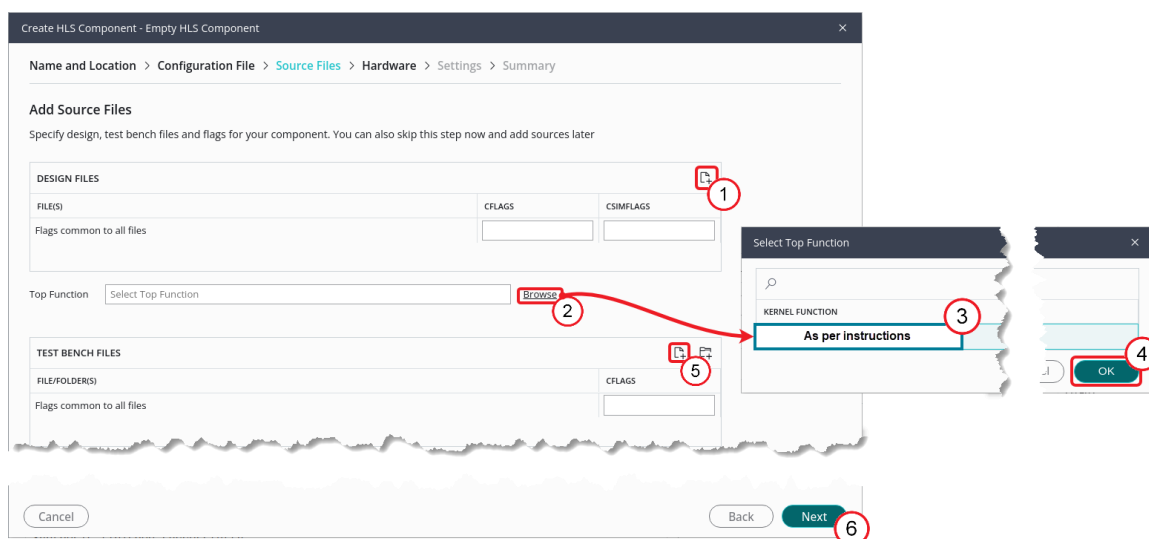 Create HLS Component - Empty HLS Component ×
Name and Location > Configuration File > Source Files > Hardware > Settings > Summary
Add Source Files
Specify design, test bench files and flags for your component. You can also skip this step now and add sources later
DESIGN FILES
1
FILE(S) CFLAGS CSIMFLAGS
Flags common to all files
Top Function Select Top Function Browse
2
Select Top Function ×
KERNEL FUNCTION
3
As per instructions
OK
4
TEST BENCH FILES
5
FILE/FOLDER(S) CFLAGS
Flags common to all files
Cancel Back Next
6